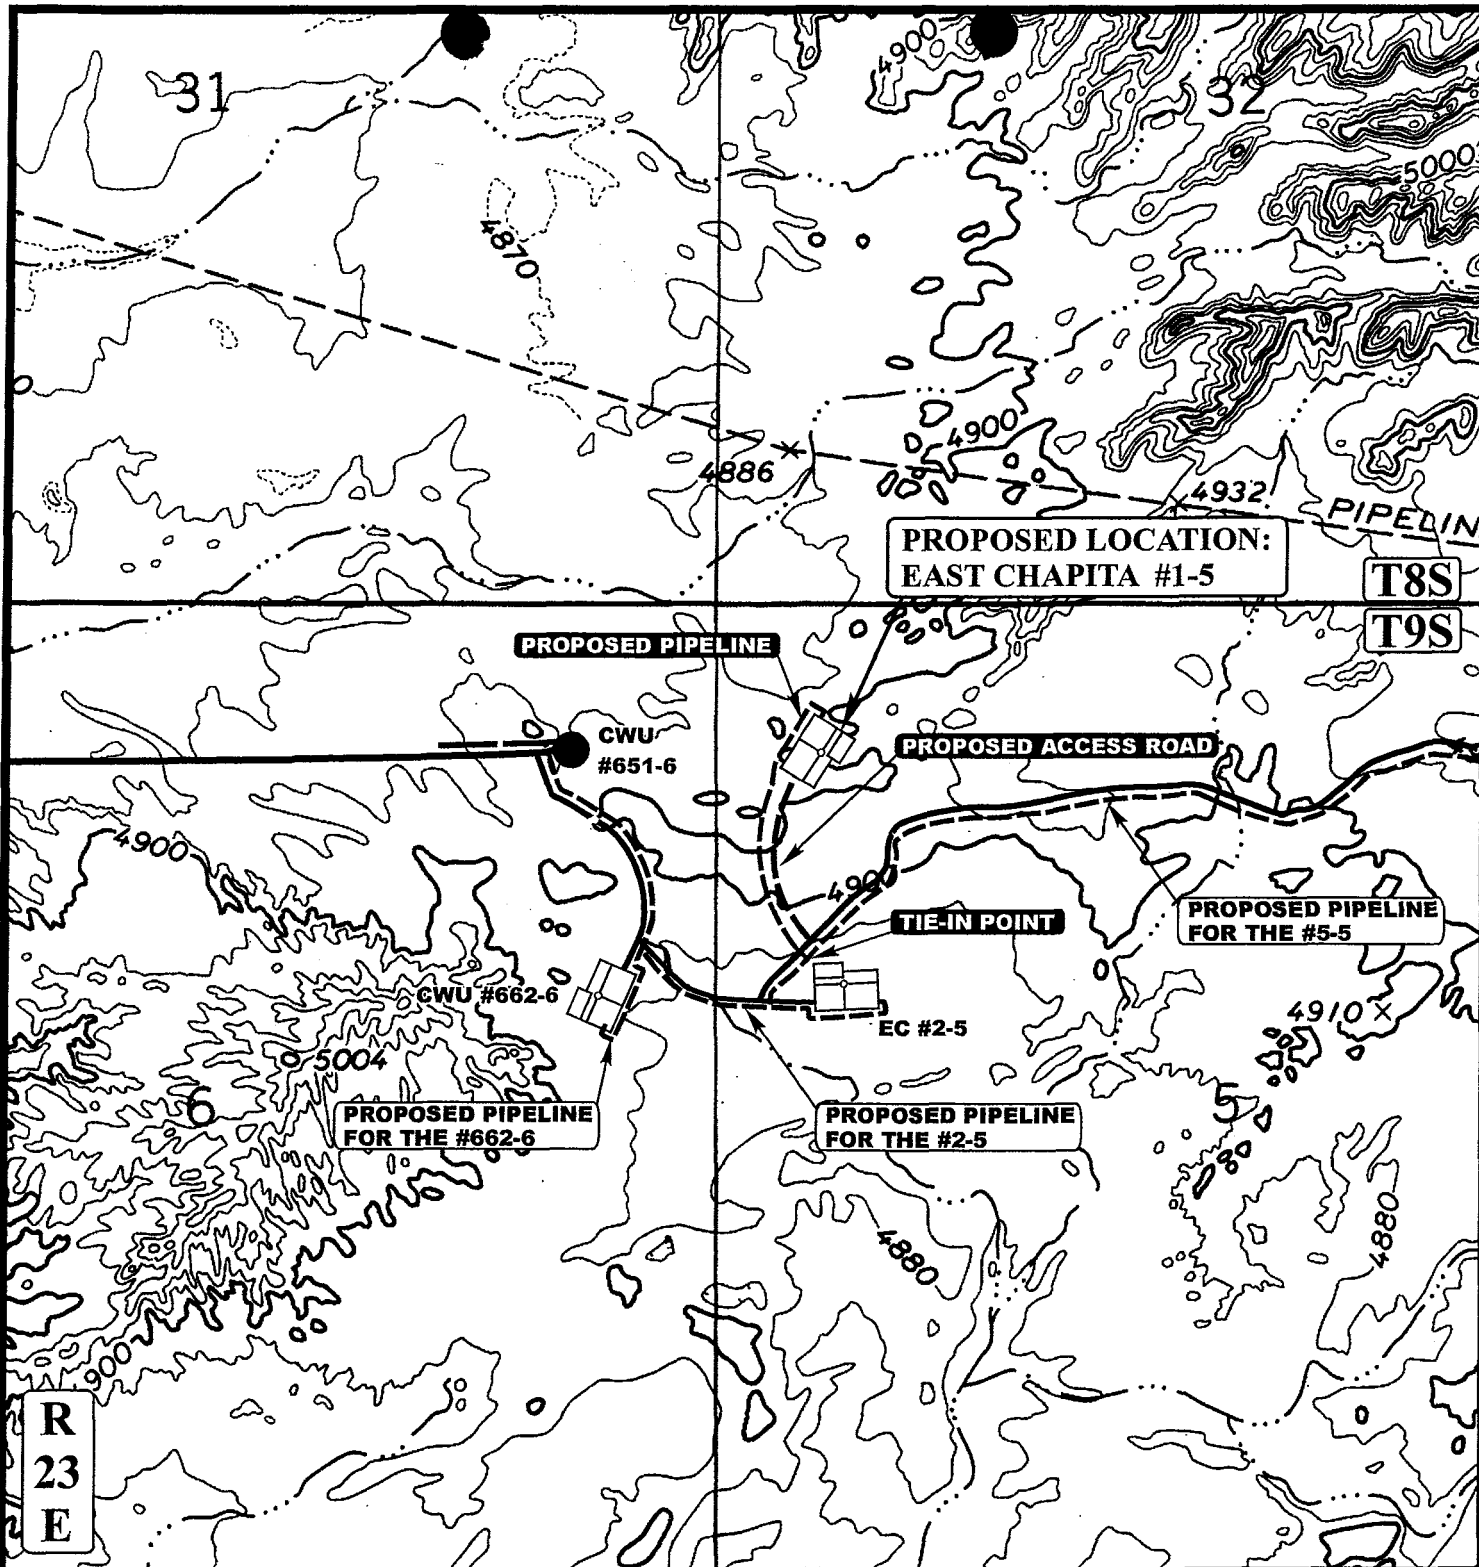 31
4900
32
5000
4870
4900
4886
4932
PIPELIN
PROPOSED LOCATION:
EAST CHAPITA #1-5
T8S
T9S
PROPOSED PIPELINE
CWU
#651-6
PROPOSED ACCESS ROAD
4900
4900
PROPOSED PIPELINE
FOR THE #5-5
TIE-IN POINT
CWU #662-6
EC #2-5
4910
5004
6
5
PROPOSED PIPELINE
FOR THE #662-6
PROPOSED PIPELINE
FOR THE #2-5
4880
4880
900
R
23
E